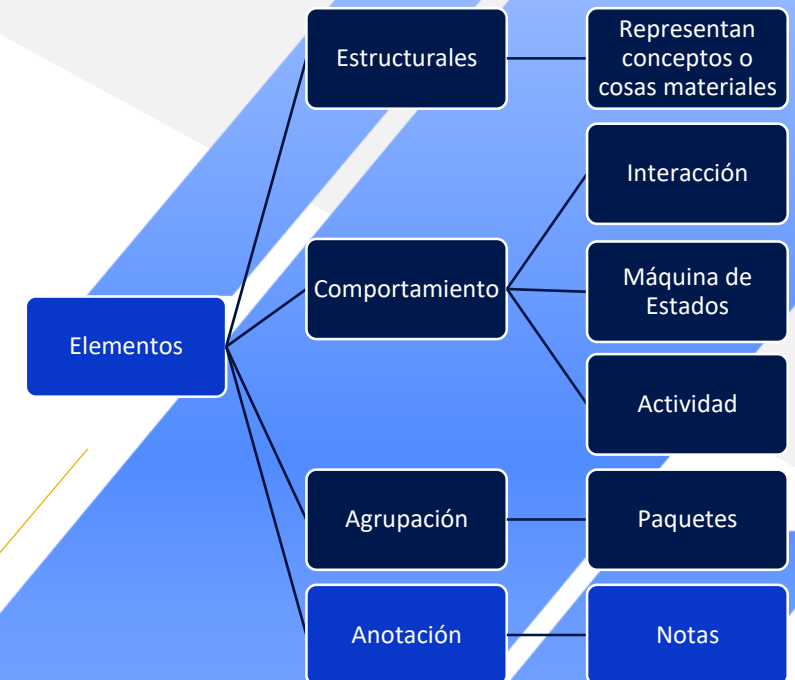 Elementos
Estructurales
Representan
conceptos o
cosas materiales
Comportamiento
Interacción
Máquina de
Estados
Actividad
Agrupación
Paquetes
Anotación
Notas